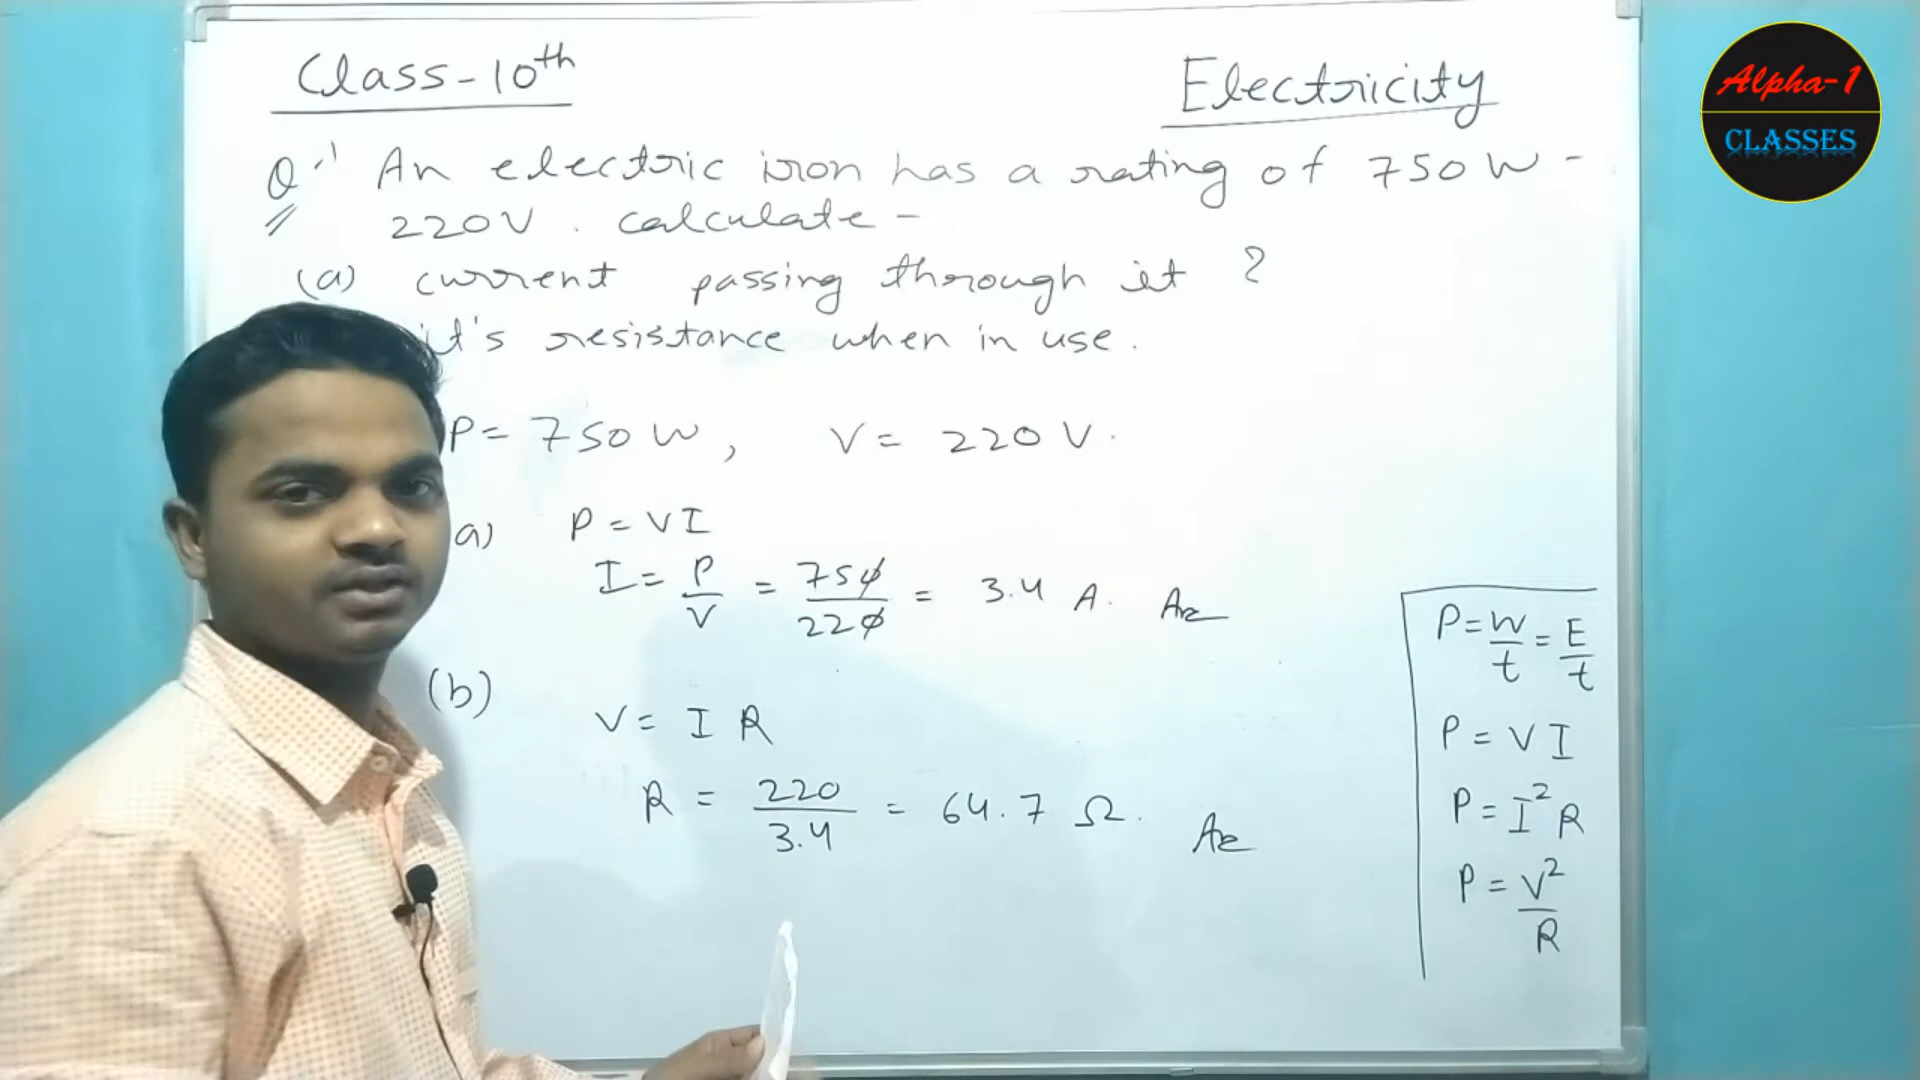 Class-10th
Electricity
Alpha-1
CLASSES
Q.1 An electric iron has a rating of 750 W -
220V. calculate -
(a) current passing thorough it ?
it's resistance when in use.
P = 750 W, V = 220 V.
a) P = VI
I = P/V = 750/220 = 3.4 A. Ans
(b)
V = I R
R = 220/3.4 = 64.7 Ω. Ans
P = W/t = E/t
P = VI
P = I²R
P = V²/R